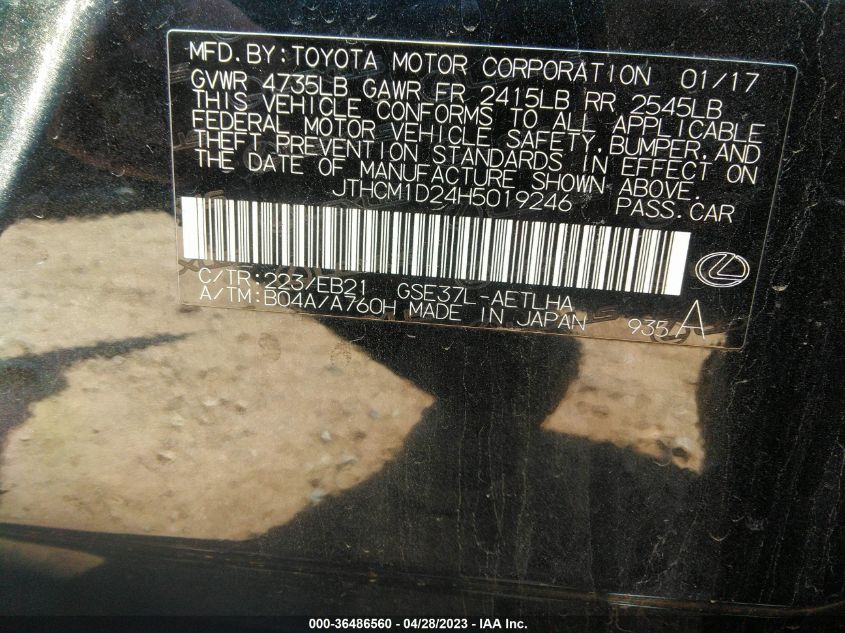 MFD.BY:TOYOTA MOTOR CORPORATION 01/17
GVWR 4735LB GAWR FR 2415LB RR 2545LB
THIS VEHICLE CONFORMS TO ALL APPLICABLE
FEDERAL MOTOR VEHICLE SAFETY,BUMPER,AND
THEFT PREVENTION STANDARDS IN EFFECT ON
THE DATE OF MANUFACTURE SHOWN ABOVE.
JTHCM1D24H5019246 PASS.CAR
C/TR:223/EB21 GSE37L-AETLHA
A/TM:B04A/A760H MADE IN JAPAN 935A
000-36486560 - 04/28/2023 - IAA Inc.